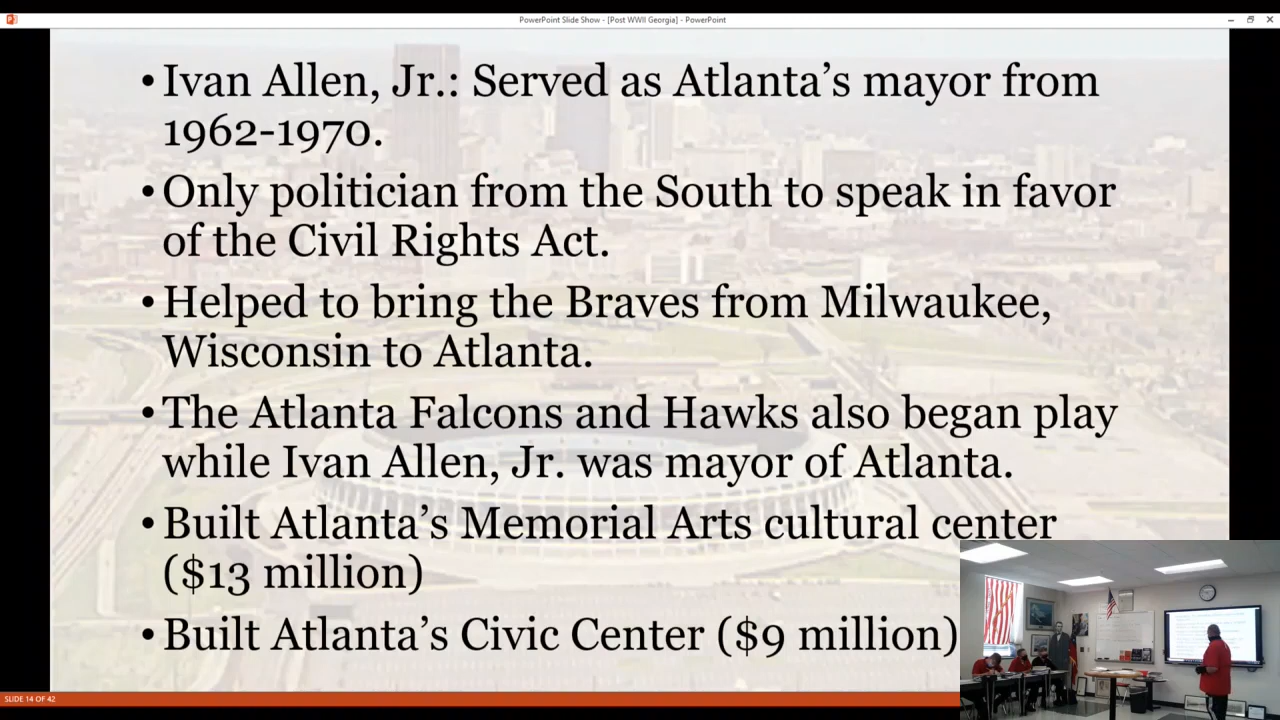 PowerPoint Slide Show - [Post WWII Georgia] - PowerPoint
• Ivan Allen, Jr.: Served as Atlanta’s mayor from
1962-1970.
• Only politician from the South to speak in favor
of the Civil Rights Act.
• Helped to bring the Braves from Milwaukee,
Wisconsin to Atlanta.
• The Atlanta Falcons and Hawks also began play
while Ivan Allen, Jr. was mayor of Atlanta.
• Built Atlanta’s Memorial Arts cultural center
($13 million)
• Built Atlanta’s Civic Center ($9 million)
SLIDE 14 OF 42